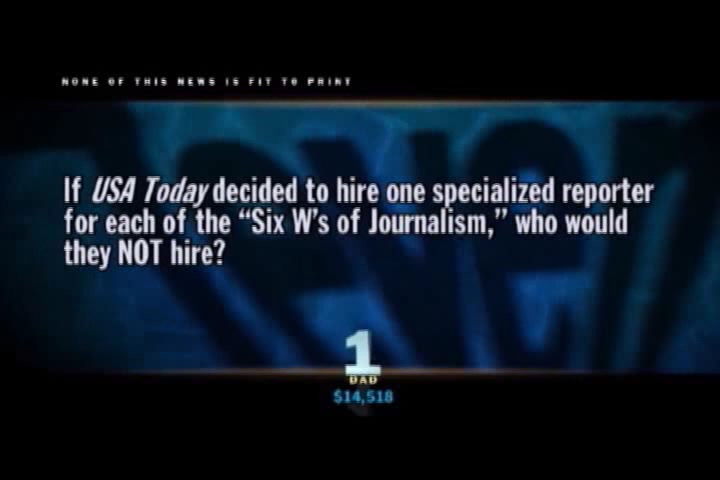 NONE OF THIS NEWS IS FIT TO PRINT
If USA Today decided to hire one specialized reporter
for each of the “Six W’s of Journalism,” who would
they NOT hire?
1
DAD
$14,518